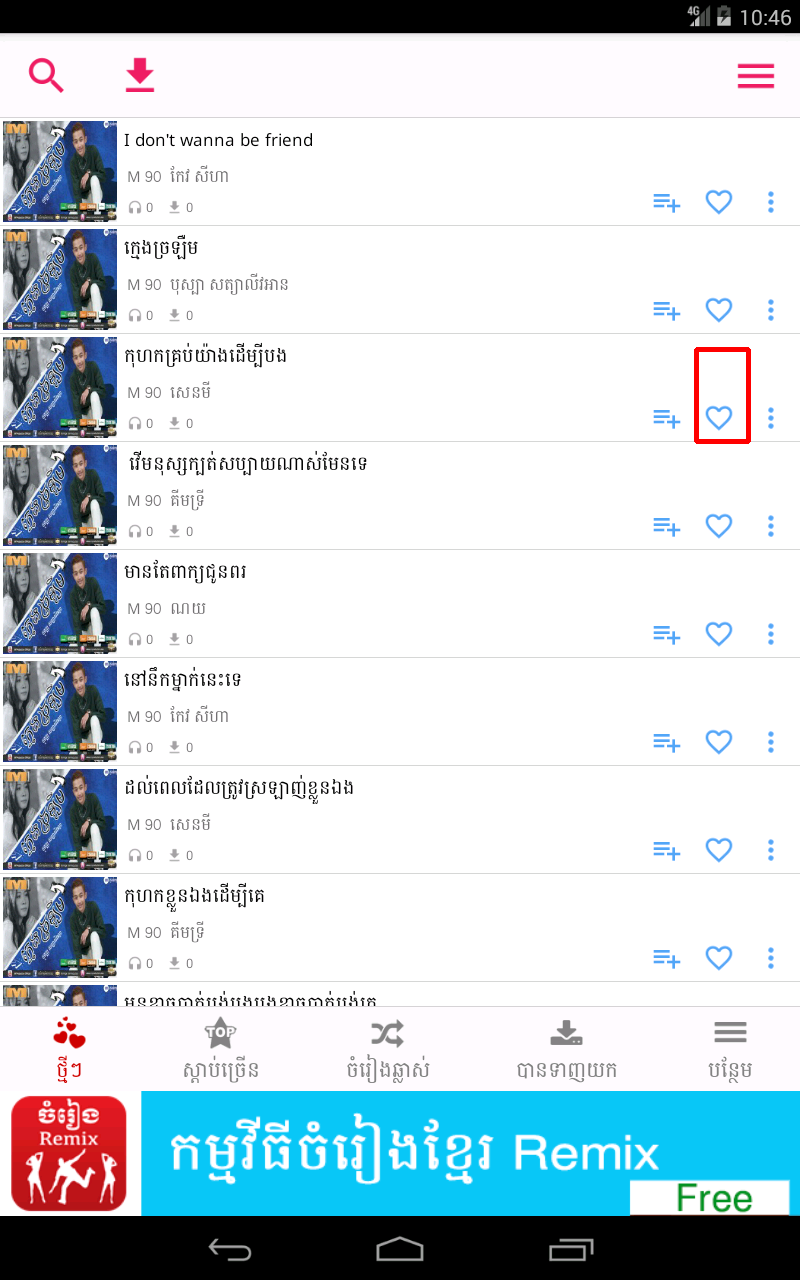 4G 10:46
I don't wanna be friend
M 90 កែវ សីហា
0 0
ក្មេងច្រឡឺម
M 90 បុស្បា សត្យាលីវអាន
0 0
កុហកគ្រប់យ៉ាងដើម្បីបង
M 90 សេនមី
0 0
ធ្វើមនុស្សក្បត់សប្បាយណាស់មែនទេ
M 90 គីមទ្រី
0 0
មានតែពាក្យជូនពរ
M 90 ណយ
0 0
នៅនឹកម្នាក់នេះទេ
M 90 កែវ សីហា
0 0
ដល់ពេលដែលត្រូវស្រឡាញ់ខ្លួនឯង
M 90 សេនមី
0 0
កុហកខ្លួនឯងដើម្បីគេ
M 90 គីមទ្រី
0 0
ថ្មីៗ
TOP
ស្តាប់ច្រើន
ចំរៀងឆ្លាស់
បានទាញយក
បន្ថែម
ចំរៀង
Remix
កម្មវីធីចំរៀងខ្មែរ Remix
Free